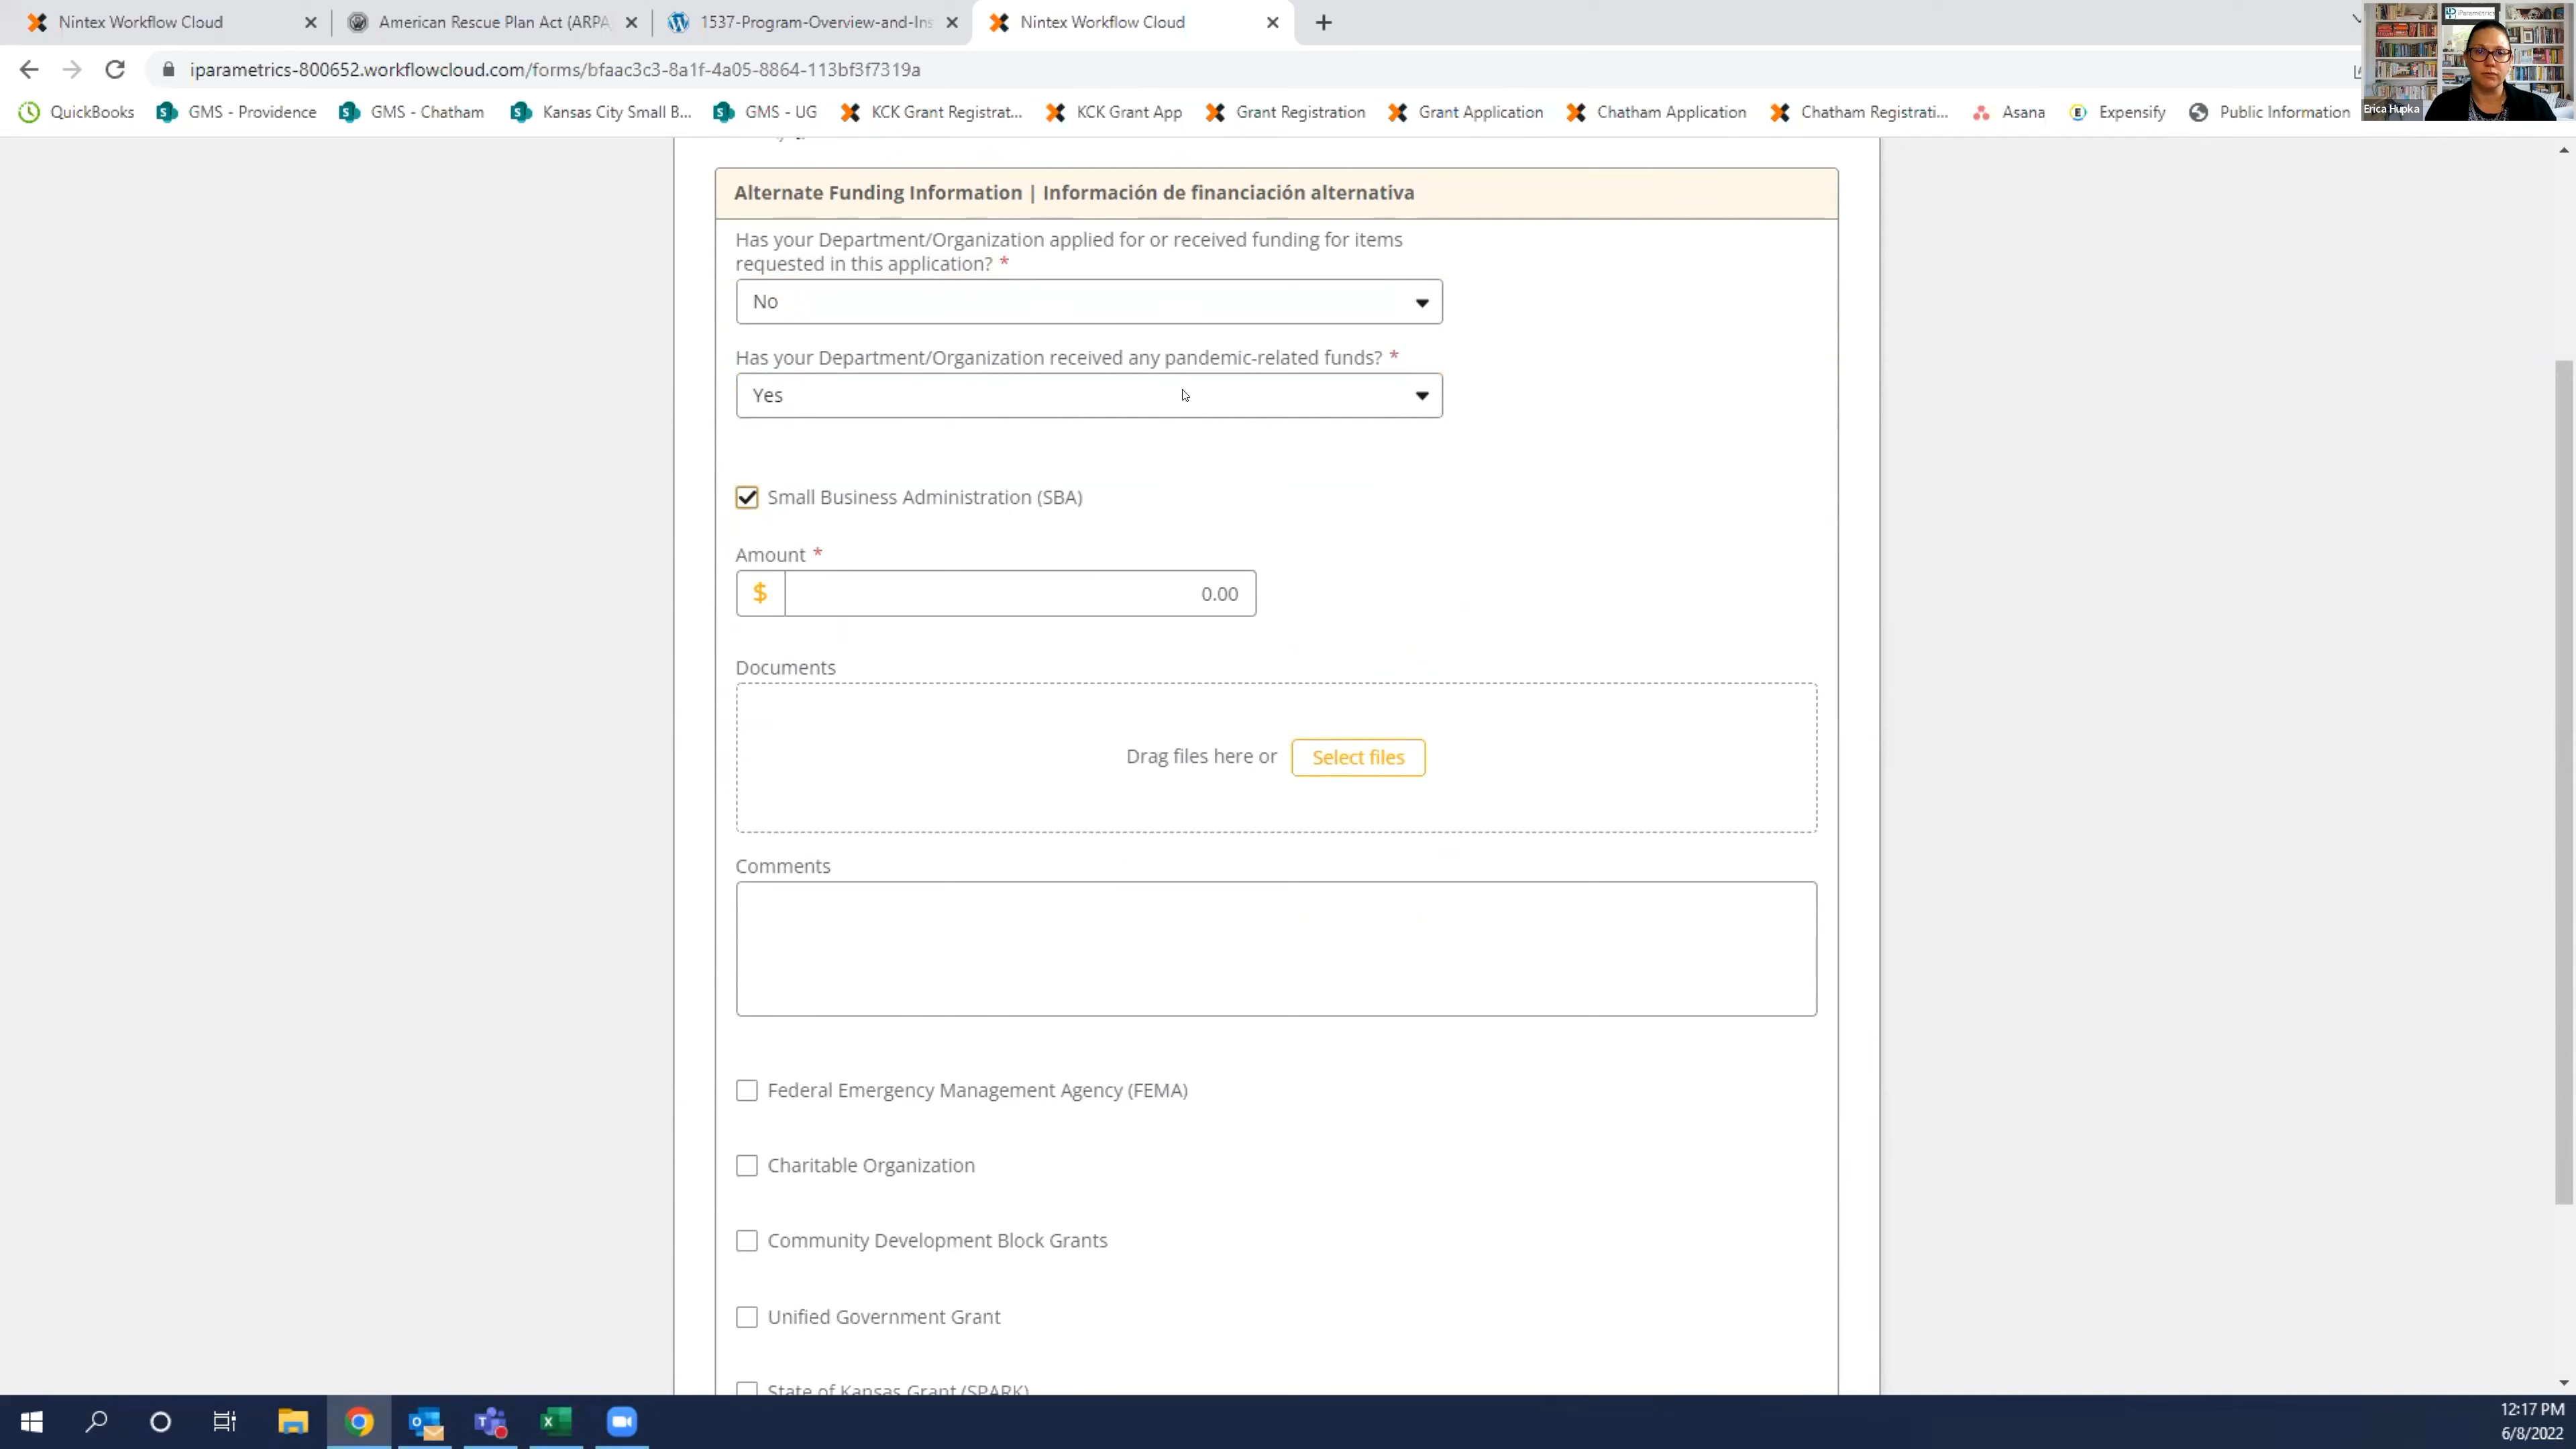 Nintex Workflow Cloud
American Rescue Plan Act (ARPA
1537-Program-Overview-and-Ins
Nintex Workflow Cloud
iparametrics-800652.workflowcloud.com/forms/bfaac3c3-8a1f-4a05-8864-113bf3f7319a
QuickBooks
GMS - Providence
GMS - Chatham
Kansas City Small B...
GMS - UG
KCK Grant Registrat...
KCK Grant App
Grant Registration
Grant Application
Chatham Application
Chatham Registrati...
Asana
Expensify
Public Information
Erica Hupka
Alternate Funding Information | Información de financiación alternativa
Has your Department/Organization applied for or received funding for items
requested in this application? *
No
Has your Department/Organization received any pandemic-related funds? *
Yes
Small Business Administration (SBA)
Amount *
$ 0.00
Documents
Drag files here or Select files
Comments
Federal Emergency Management Agency (FEMA)
Charitable Organization
Community Development Block Grants
Unified Government Grant
State of Kansas Grant (SPARK)
12:17 PM
6/8/2022